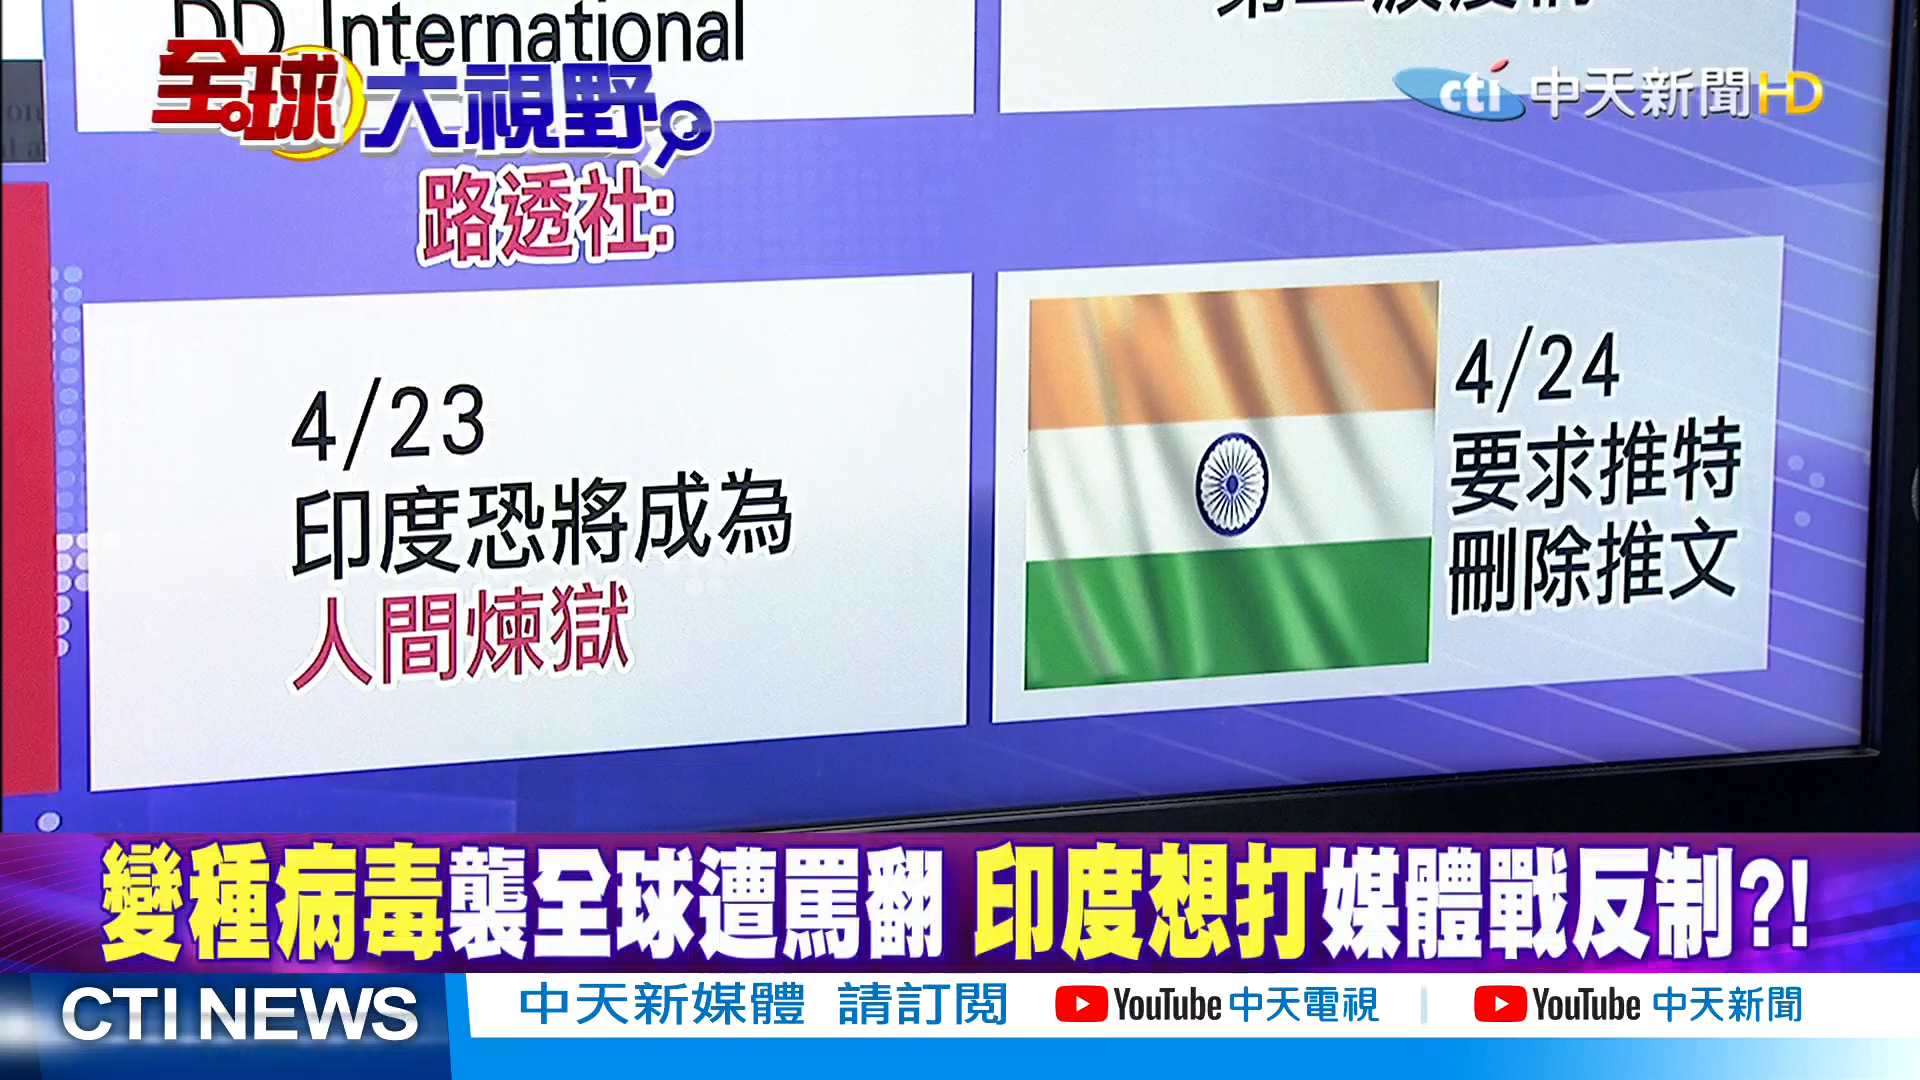 DD International
全球大視野
cti 中天新聞HD
路透社:
4/23
印度恐將成為
人間煉獄
4/24
要求推特
刪除推文
變種病毒襲全球遭罵翻 印度想打媒體戰反制?!
CTI NEWS
中天新媒體 請訂閱 YouTube 中天電視 | YouTube 中天新聞